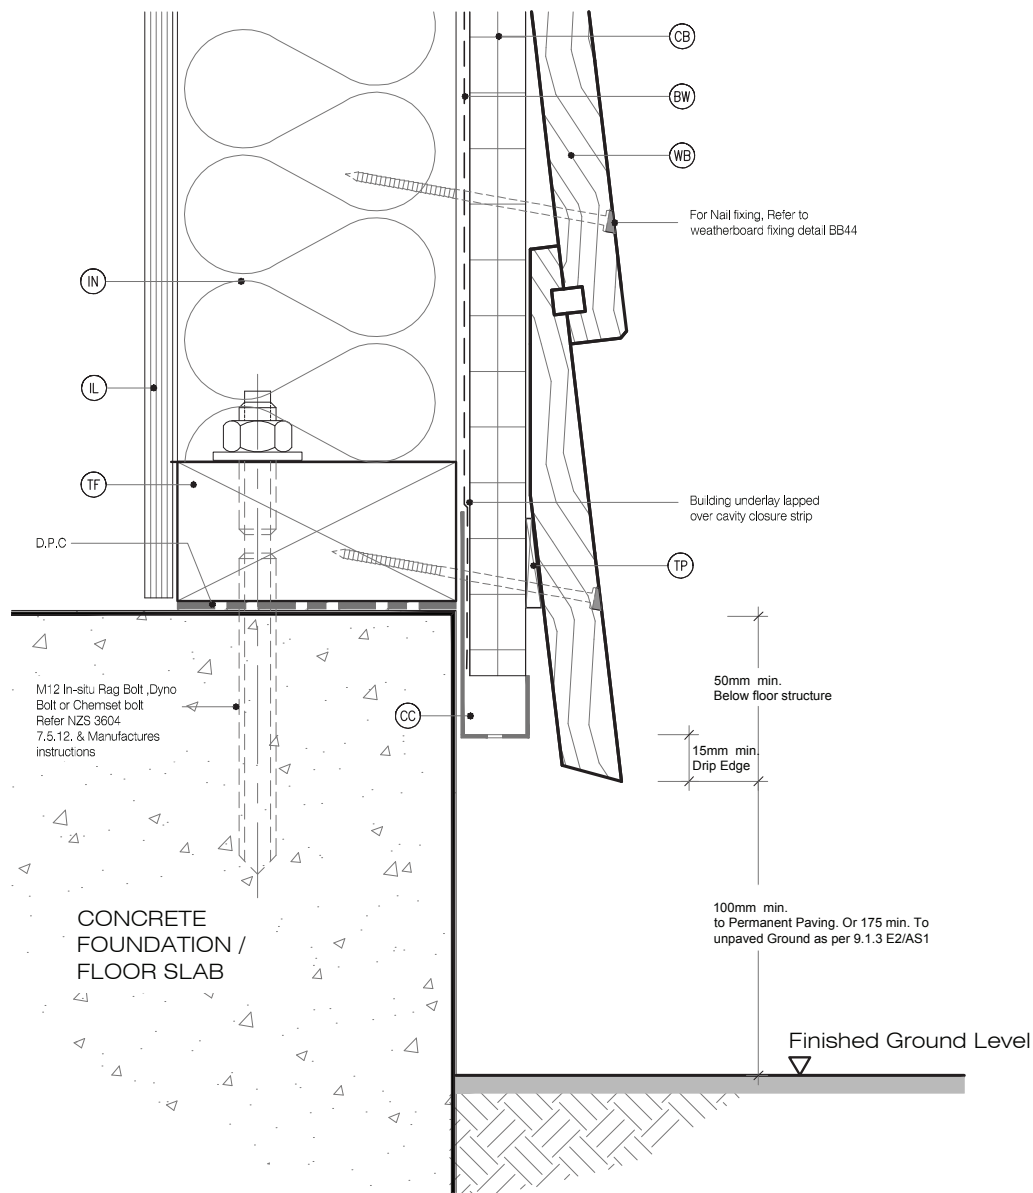 CB
BW
WB
For Nail fixing, Refer to
weatherboard fixing detail BB44
IN
IL
TF
Building underlay lapped
over cavity closure strip
D.P.C
TP
M12 In-situ Rag Bolt ,Dyno
Bolt or Chemset bolt
Refer NZS 3604
7.5.12. & Manufactures
instructions
CC
50mm min.
Below floor structure
15mm min.
Drip Edge
100mm min.
to Permanent Paving. Or 175 min. To
unpaved Ground as per 9.1.3 E2/AS1
CONCRETE
FOUNDATION /
FLOOR SLAB
Finished Ground Level